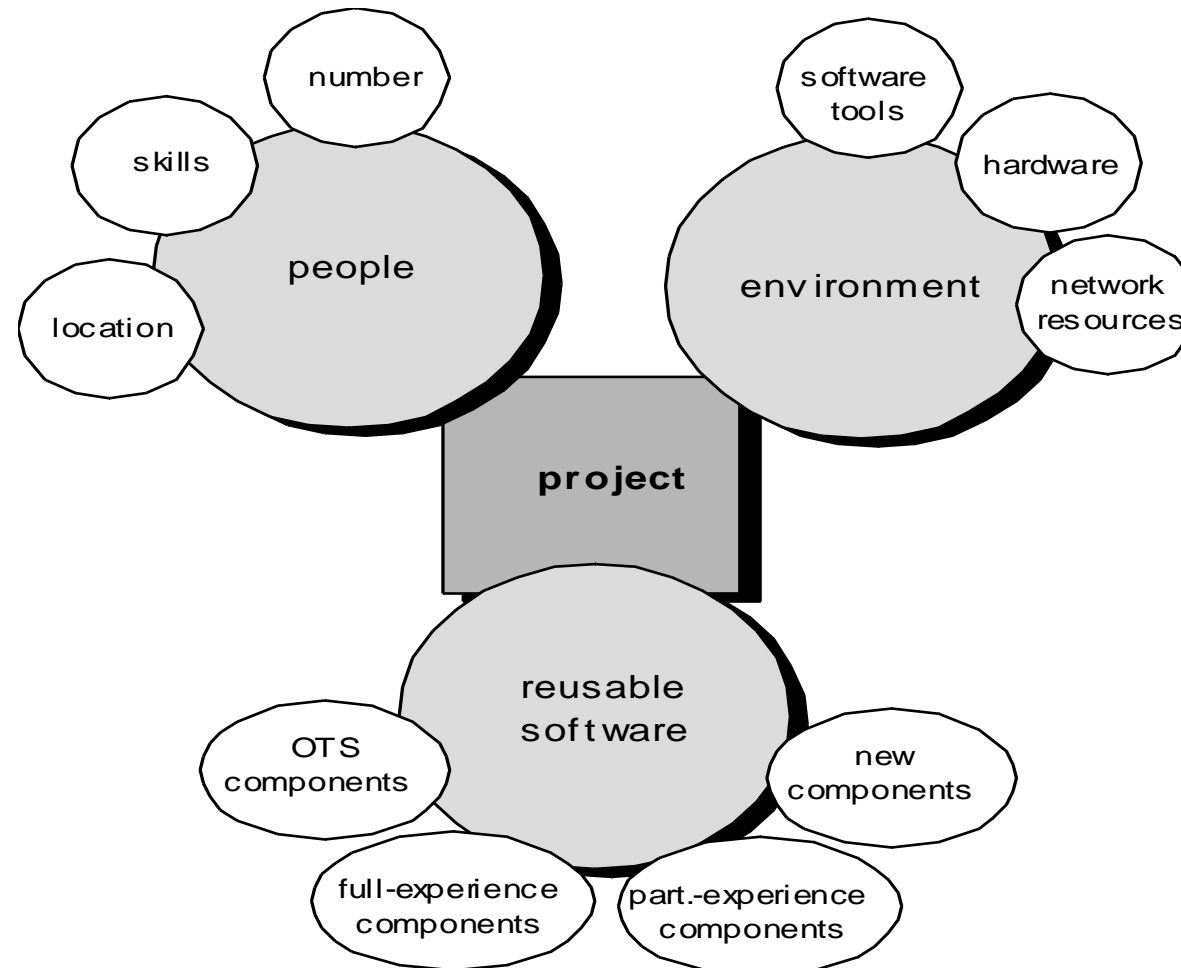 number
skills
people
location
software
tools
hardware
environment
network
resources
project
reusable
software
OTS
components
full-experience
components
part.-experience
components
new
components